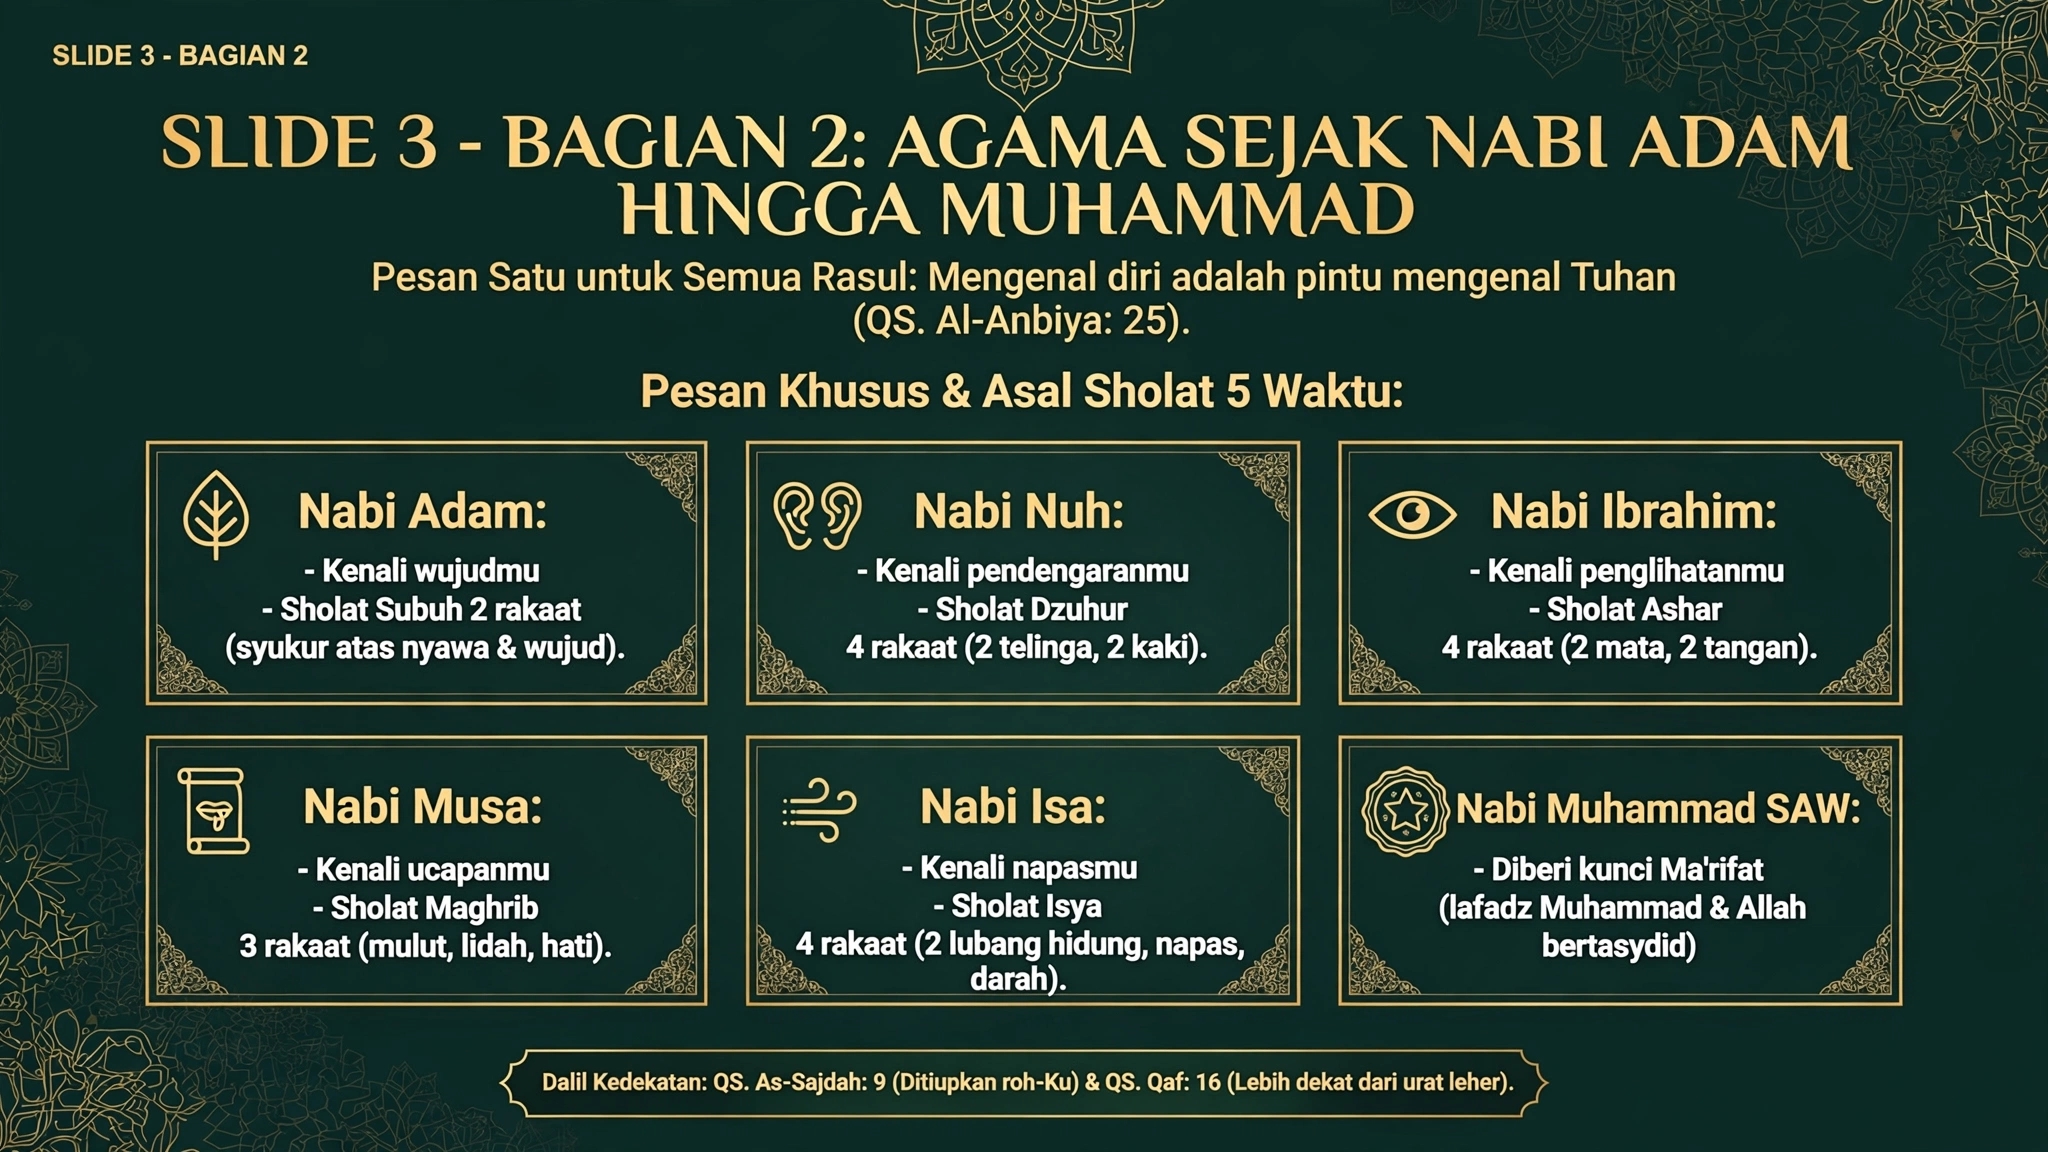 SLIDE 3 - BAGIAN 2
SLIDE 3 - BAGIAN 2: AGAMA SEJAK NABI ADAM
HINGGA MUHAMMAD
Pesan Satu untuk Semua Rasul: Mengenal diri adalah pintu mengenal Tuhan
(QS. Al-Anbiya: 25).
Pesan Khusus & Asal Sholat 5 Waktu:
Nabi Adam:
- Kenali wujudmu
- Sholat Subuh 2 rakaat
(syukur atas nyawa & wujud).
Nabi Nuh:
- Kenali pendengaranmu
- Sholat Dzuhur
4 rakaat (2 telinga, 2 kaki).
Nabi Ibrahim:
- Kenali penglihatanmu
- Sholat Ashar
4 rakaat (2 mata, 2 tangan).
Nabi Musa:
- Kenali ucapanmu
- Sholat Maghrib
3 rakaat (mulut, lidah, hati).
Nabi Isa:
- Kenali napasmu
- Sholat Isya
4 rakaat (2 lubang hidung, napas,
darah).
Nabi Muhammad SAW:
- Diberi kunci Ma'rifat
(lafadz Muhammad & Allah
bertasydid)
Dalil Kedekatan: QS. As-Sajdah: 9 (Ditiupkan roh-Ku) & QS. Qaf: 16 (Lebih dekat dari urat leher).